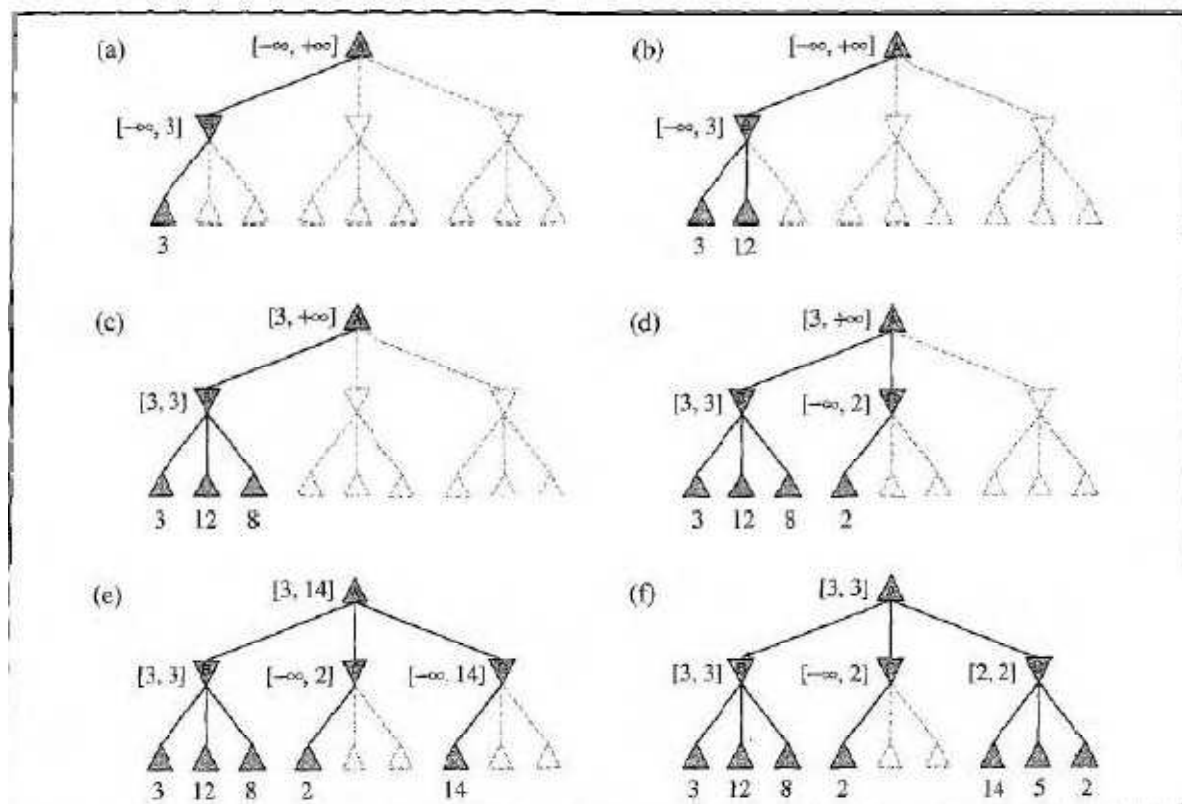 (a) [−∞, +∞] (b) [−∞, +∞]
[−∞, 3] [−∞, 3]
3 3 12
(c) [3, +∞] (d) [3, +∞]
[3, 3] [3, 3] [−∞, 2]
3 12 8 3 12 8 2
(e) [3, 14] (f) [3, 3]
[3, 3] [−∞, 2] [−∞, 14] [3, 3] [−∞, 2] [2, 2]
3 12 8 2 14 3 12 8 2 14 5 2